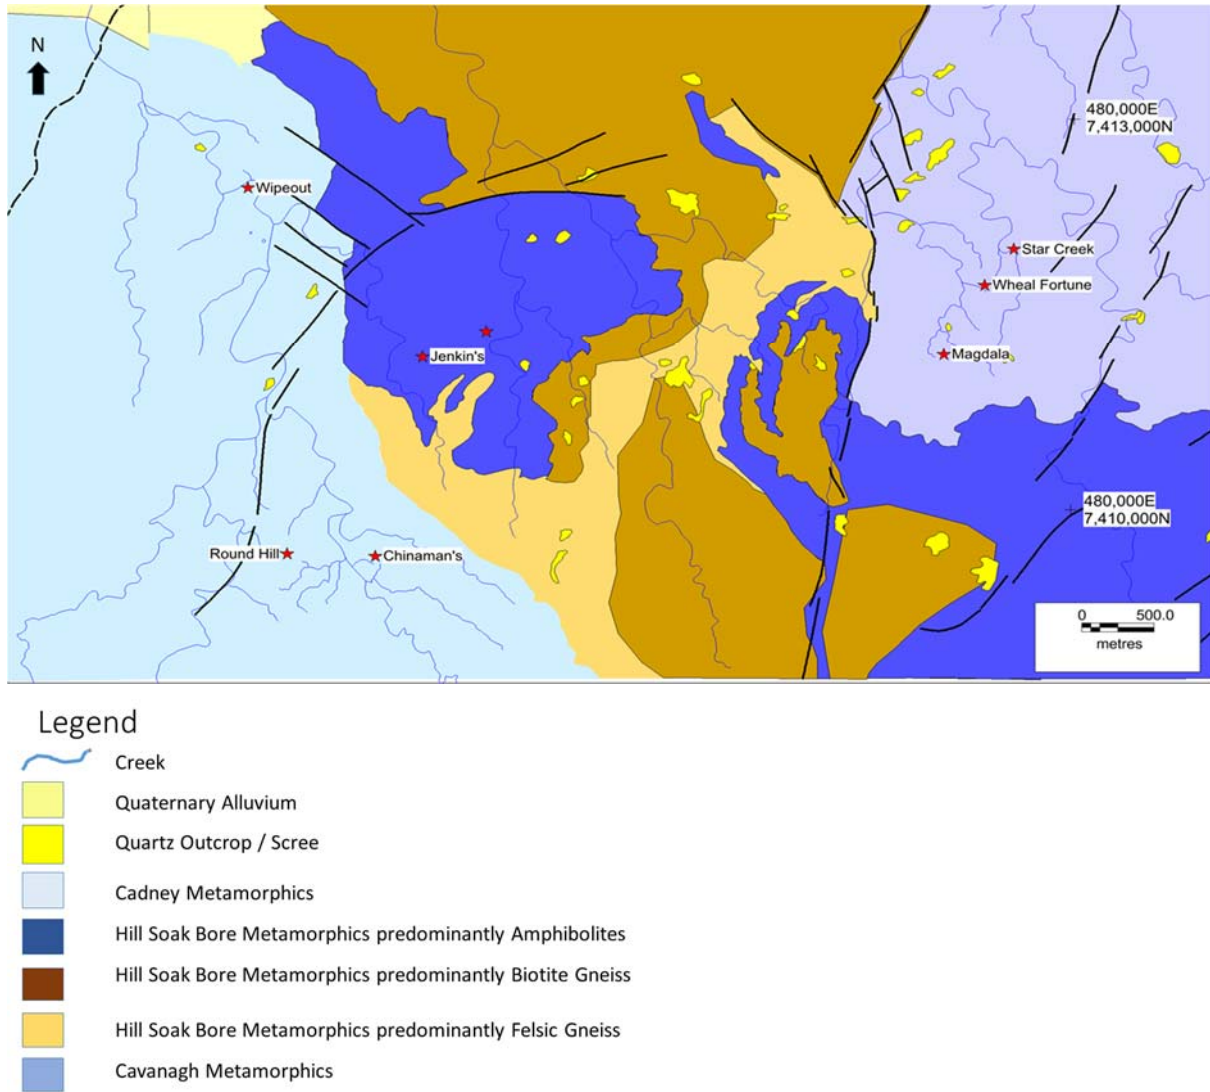 N
480,000E
7,413,000N
Wipeout
Star Creek
Wheal Fortune
Jenkin's
Magdala
480,000E
7,410,000N
Round Hill
Chinaman's
0 500.0
metres
Legend
Creek
Quaternary Alluvium
Quartz Outcrop / Scree
Cadney Metamorphics
Hill Soak Bore Metamorphics predominantly Amphibolites
Hill Soak Bore Metamorphics predominantly Biotite Gneiss
Hill Soak Bore Metamorphics predominantly Felsic Gneiss
Cavanagh Metamorphics